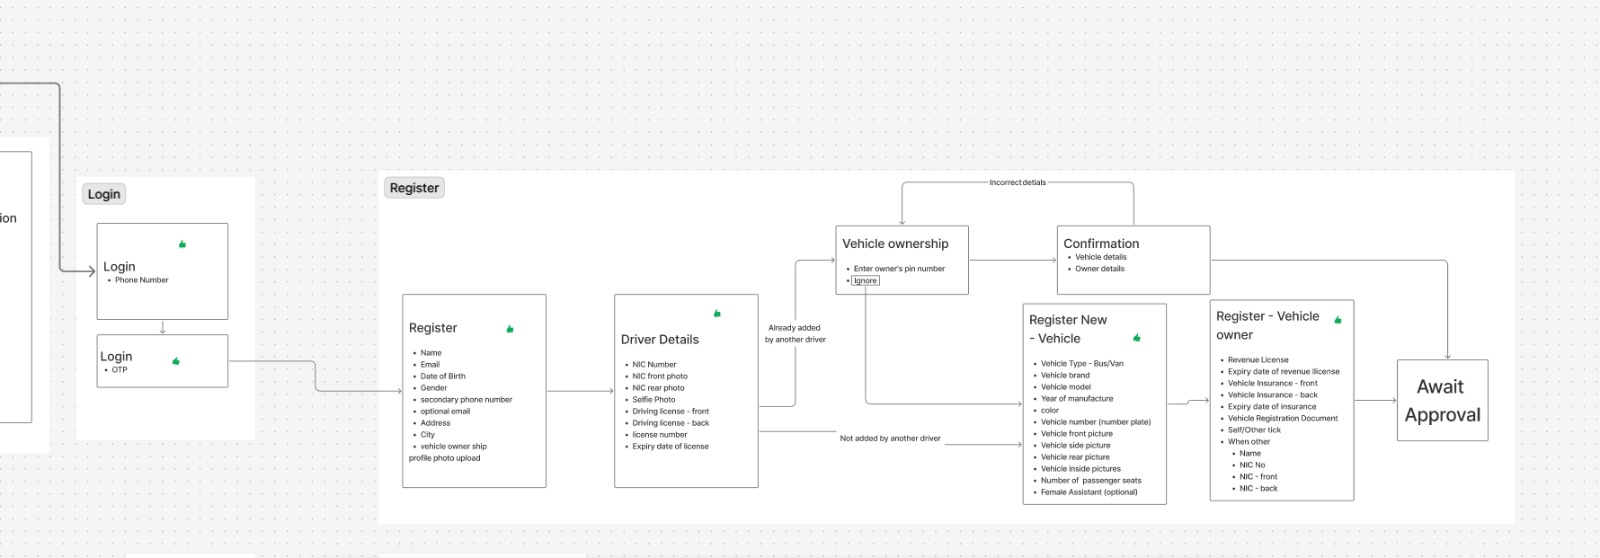 ion
Login
Login
• Phone Number
Login
• OTP
Register
Register
• Name
• Email
• Date of Birth
• Gender
• secondary phone number
• optional email
• Address
• City
• vehicle owner ship
profile photo upload
Driver Details
• NIC Number
• NIC front photo
• NIC rear photo
• Selfie Photo
• Driving license - front
• Driving license - back
• license number
• Expiry date of license
Already added
by another driver
Not added by another driver
Incorrect detials
Vehicle ownership
• Enter owner's pin number
• Ignore
Confirmation
• Vehicle details
• Owner details
Register New
- Vehicle
• Vehicle Type - Bus/Van
• Vehicle brand
• Vehicle model
• Year of manufacture
• color
• Vehicle number (number plate)
• Vehicle front picture
• Vehicle side picture
• Vehicle rear picture
• Vehicle inside pictures
• Number of passenger seats
• Female Assistant (optional)
Register - Vehicle
owner
• Revenue License
• Expiry date of revenue llicense
• Vehicle Insurance - front
• Vehicle Insurance - back
• Expiry date of insurance
• Vehicle Registration Document
• Self/Other tick
• When other
• Name
• NIC No
• NIC - front
• NIC - back
Await
Approval